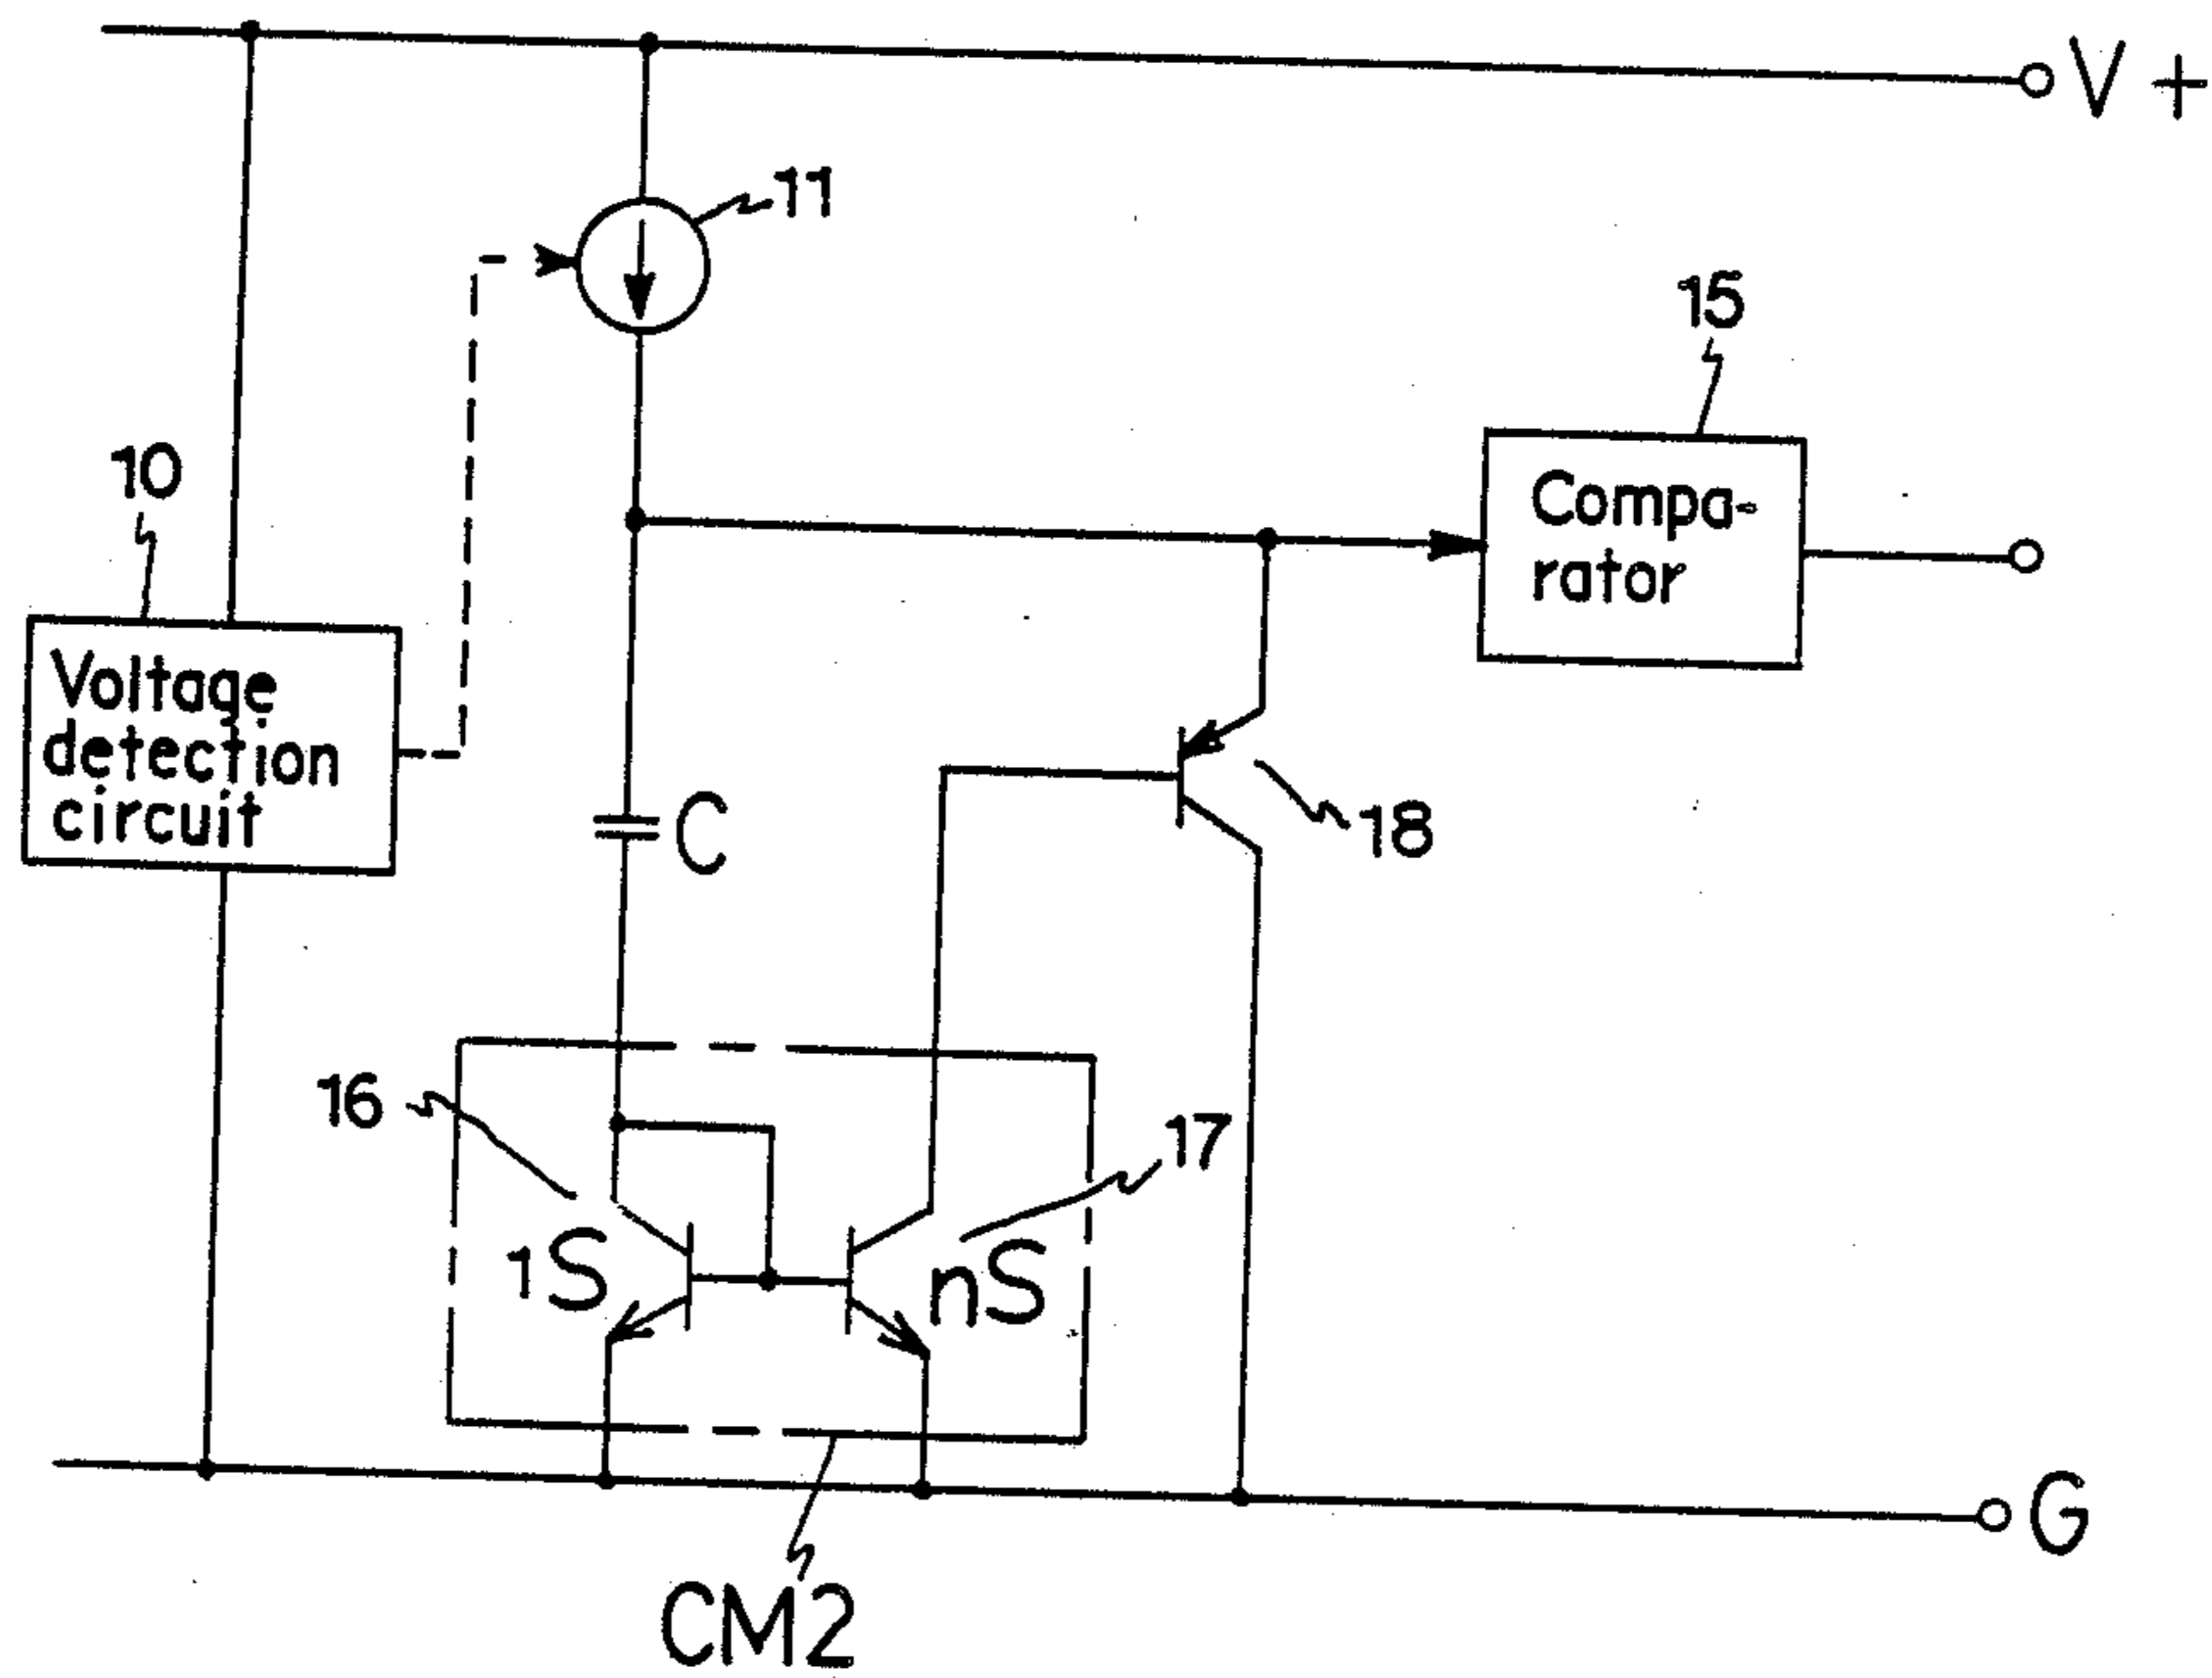 V+
11
15
Compa-
rator
10
Voltage
detection
circuit
C
18
16
17
1S
nS
G
CM2